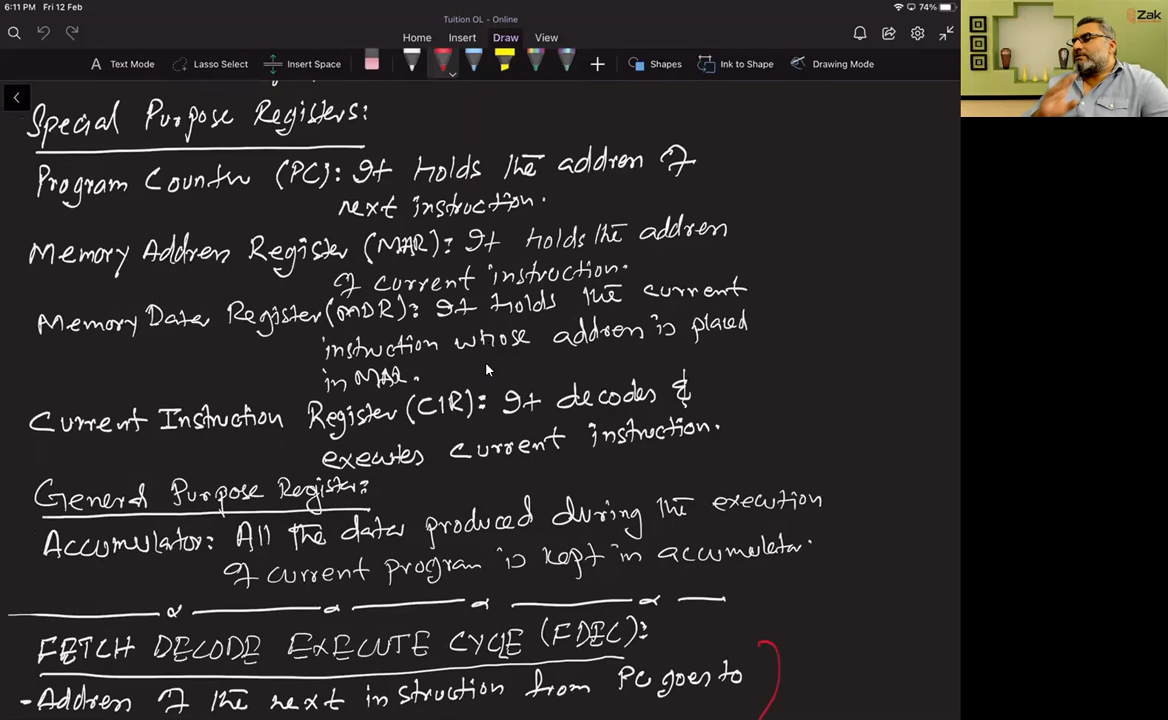 6:11 PM Fri 12 Feb
74%
Tuition OL - Online
Home Insert Draw View
Text Mode Lasso Select Insert Space Shapes Ink to Shape Drawing Mode
Zak
Special Purpose Registers:
Program Counter (PC): It holds the address of
next instruction.
Memory Address Register (MAR): It holds the address
of current instruction.
Memory Data Register (MDR): It holds the current
instruction whose address is placed
in MAR.
Current Instruction Register (CIR): It decodes &
executes current instruction.
General Purpose Register:
Accumulator: All the data produced during the execution
of current program is kept in accumulator.
FETCH DECODE EXECUTE CYCLE (FDEC):
- Address of the next instruction from PC goes to